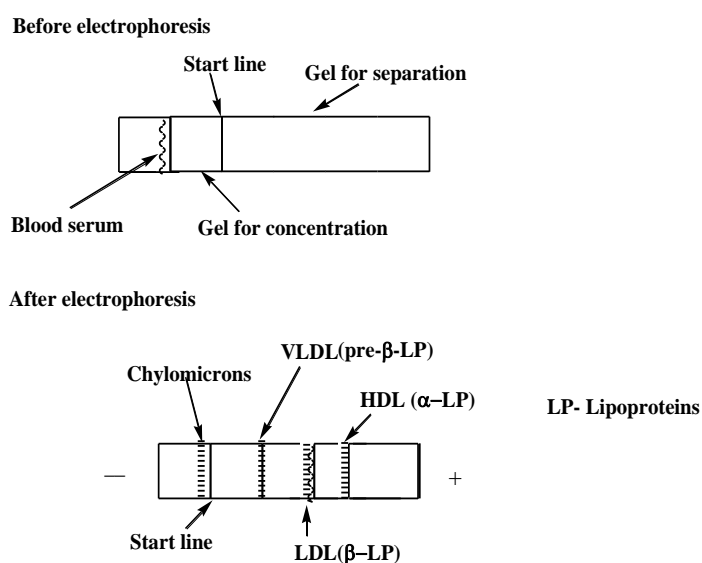 Before electrophoresis
Start line
Gel for separation
Blood serum
Gel for concentration
After electrophoresis
VLDL(pre-β-LP)
Chylomicrons
HDL (α−LP)
LP- Lipoproteins
— +
Start line
LDL(β−LP)